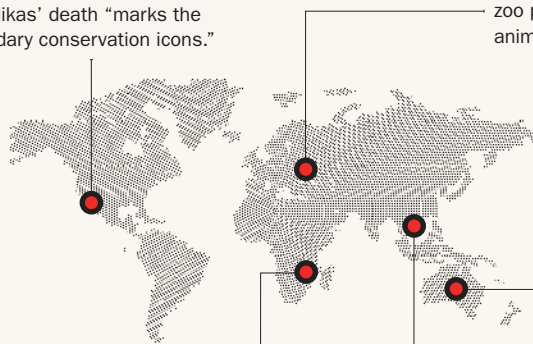 ikas’ death “marks the
dary conservation icons.”
zoo p
anim